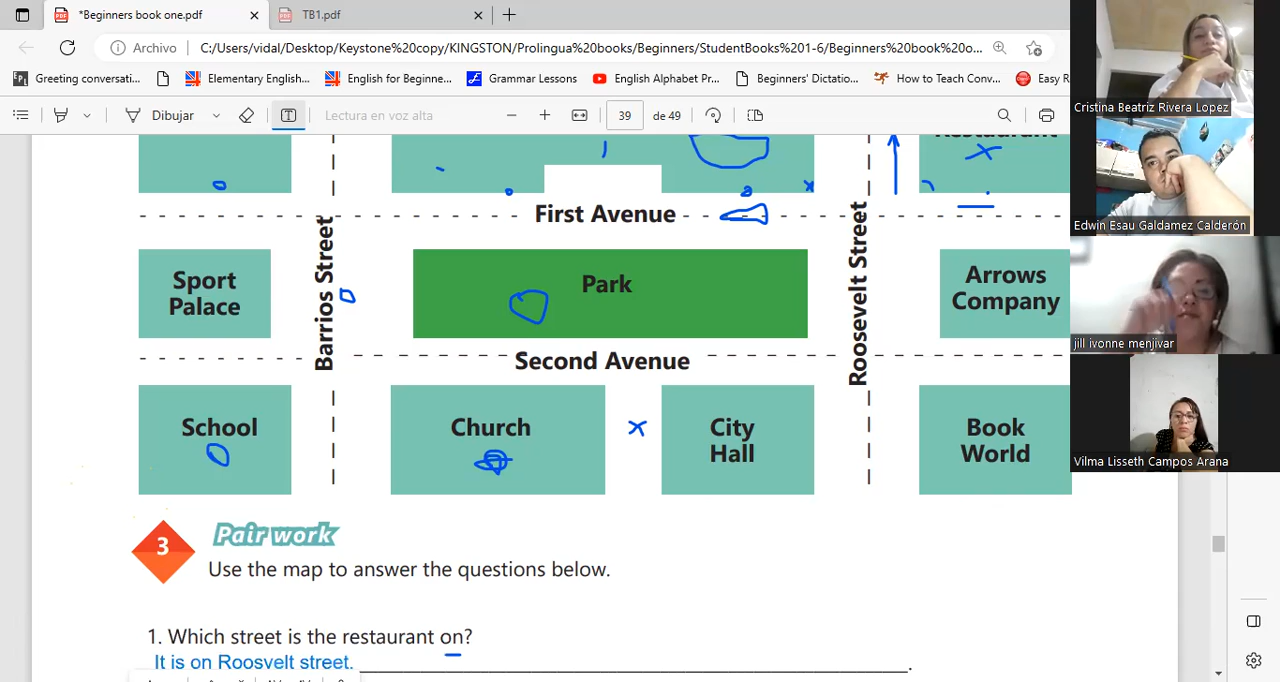 *Beginners book one.pdf
TB1.pdf
Archivo
C:/Users/vidal/Desktop/Keystone%20copy/KINGSTON/Prolingua%20books/Beginners/StudentBooks%201-6/Beginners%20book%20o...
Greeting conversati...
Elementary English...
English for Beginne...
Grammar Lessons
English Alphabet Pr...
Beginners' Dictatio...
How to Teach Conv...
Easy R
Dibujar
Lectura en voz alta
39
de 49
Restaurant
First Avenue
Barrios Street
Roosevelt Street
Sport
Palace
Park
Arrows
Company
Second Avenue
School
Church
City
Hall
Book
World
3
Pair work
Use the map to answer the questions below.
1. Which street is the restaurant on?
It is on Roosvelt street.
Cristina Beatriz Rivera Lopez
Edwin Esau Galdamez Calderón
jill ivonne menjivar
Vilma Lisseth Campos Arana